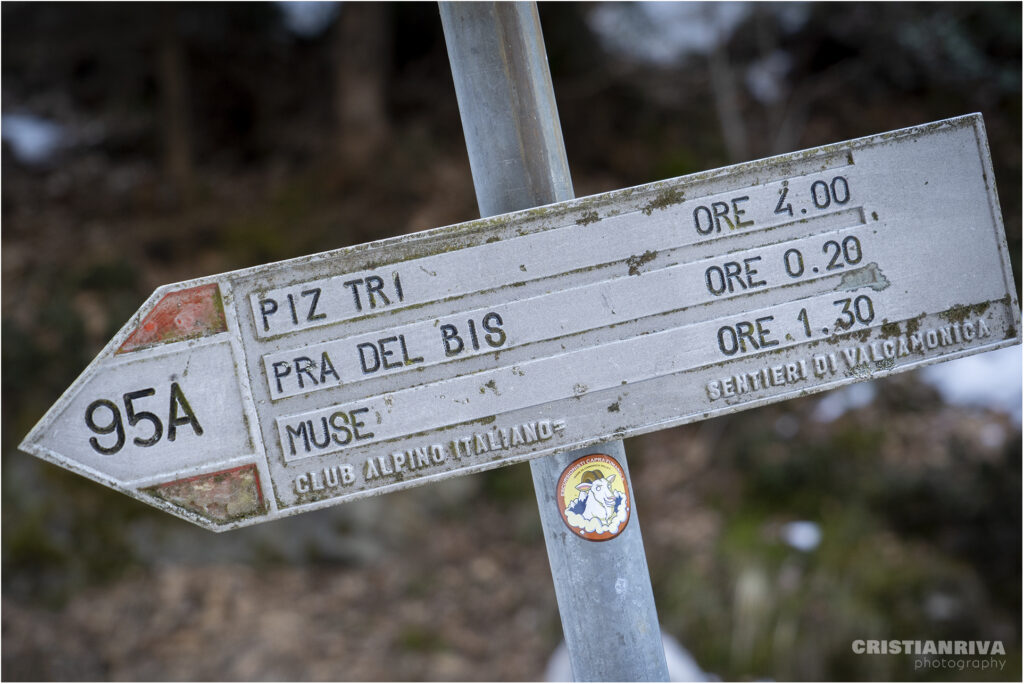 PIZ TRI ORE 4.00
PRA DEL BIS ORE 0.20
MUSE' ORE 1.30
95A
CLUB ALPINO ITALIANO = SENTIERI DI VALCAMONICA
CRISTIANRIVA
photography